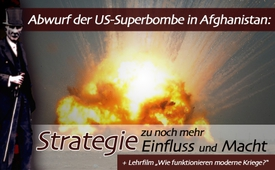 Abwurf der US-Superbombe in Afghanistan:
Strategie zu noch mehr
Einfluss und Macht
+ Lehrfilm „Wie funktionieren moderne Kriege?"